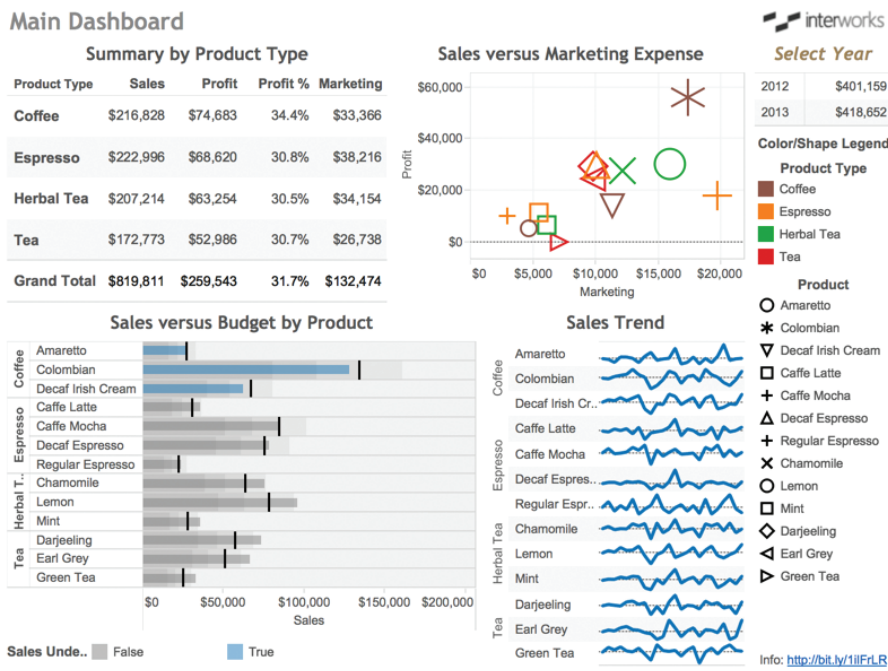 Main Dashboard
interworks
Summary by Product Type
Product Type Sales Profit Profit % Marketing
Coffee $216,828 $74,683 34.4% $33,366
Espresso $222,996 $68,620 30.8% $38,216
Herbal Tea $207,214 $63,254 30.5% $34,154
Tea $172,773 $52,986 30.7% $26,738
Grand Total $819,811 $259,543 31.7% $132,474
Sales versus Marketing Expense
Profit
$60,000
$40,000
$20,000
$0
$0 $5,000 $10,000 $15,000 $20,000
Marketing
Select Year
2012 $401,159
2013 $418,652
Color/Shape Legend
Product Type
Coffee
Espresso
Herbal Tea
Tea
Product
Amaretto
Colombian
Decaf Irish Cream
Caffe Latte
Caffe Mocha
Decaf Espresso
Regular Espresso
Chamomile
Lemon
Mint
Darjeeling
Earl Grey
Green Tea
Sales versus Budget by Product
Coffee
Amaretto
Colombian
Decaf Irish Cream
Espresso
Caffe Latte
Caffe Mocha
Decaf Espresso
Regular Espresso
Herbal T..
Chamomile
Lemon
Mint
Tea
Darjeeling
Earl Grey
Green Tea
$0 $50,000 $100,000 $150,000 $200,000
Sales
Sales Unde.. False True
Sales Trend
Coffee
Amaretto
Colombian
Decaf Irish Cr..
Espresso
Caffe Latte
Caffe Mocha
Decaf Espres..
Regular Espr..
Herbal Tea
Chamomile
Lemon
Mint
Tea
Darjeeling
Earl Grey
Green Tea
Info: http://bit.ly/1ilFrLR